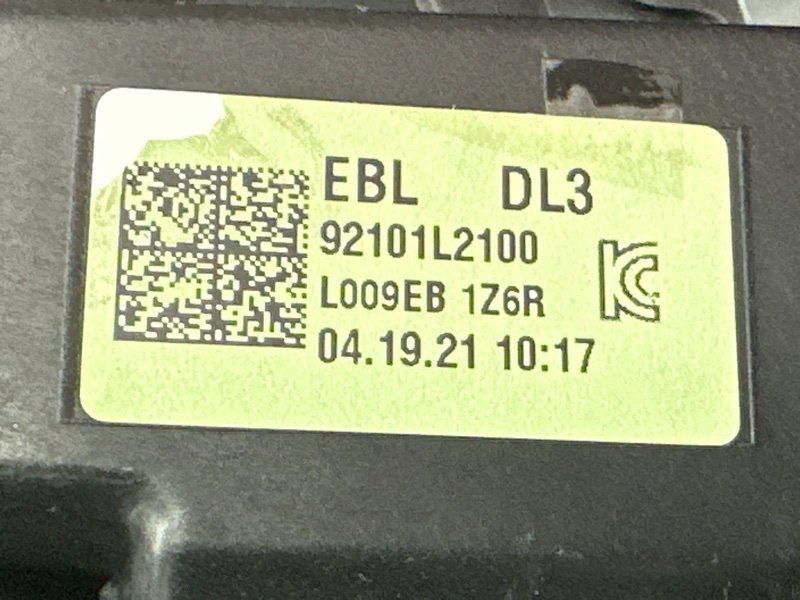 EBL DL3
92101L2100
L009EB 1Z6R
04.19.21 10:17